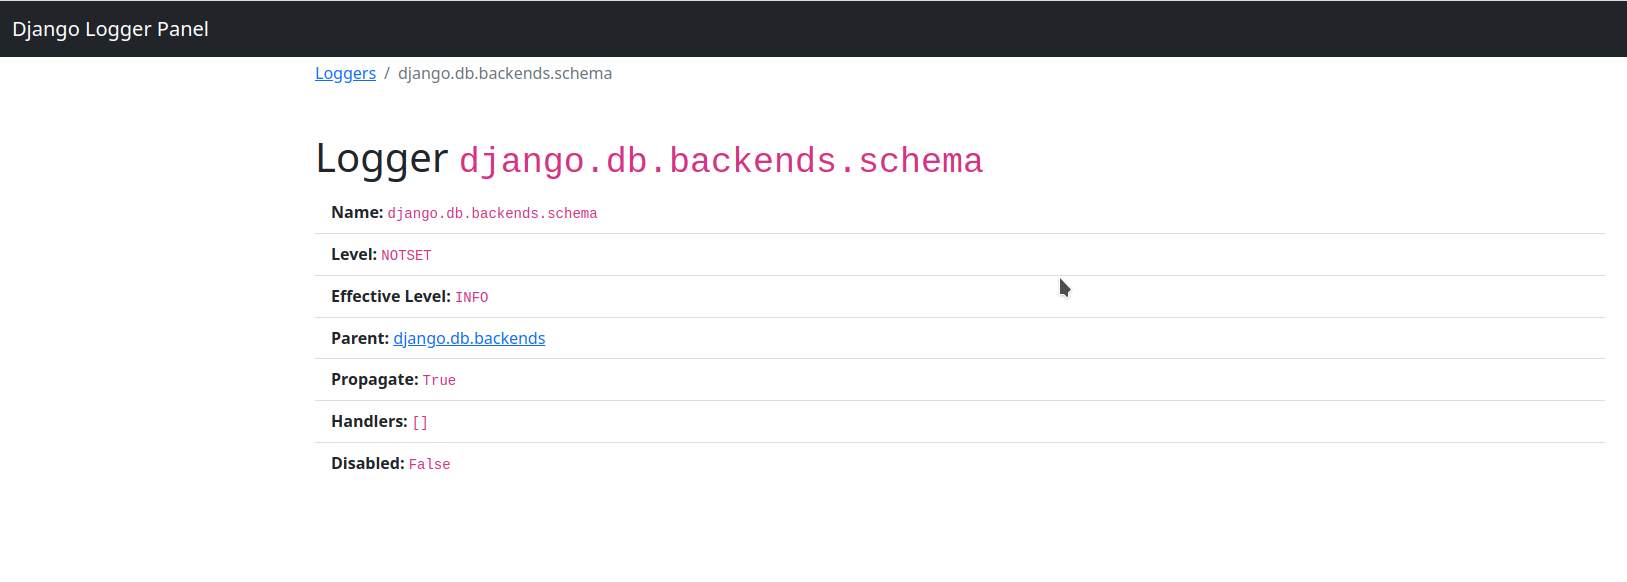 Django Logger Panel
Loggers / django.db.backends.schema
Logger django.db.backends.schema
Name: django.db.backends.schema
Level: NOTSET
Effective Level: INFO
Parent: django.db.backends
Propagate: True
Handlers: []
Disabled: False